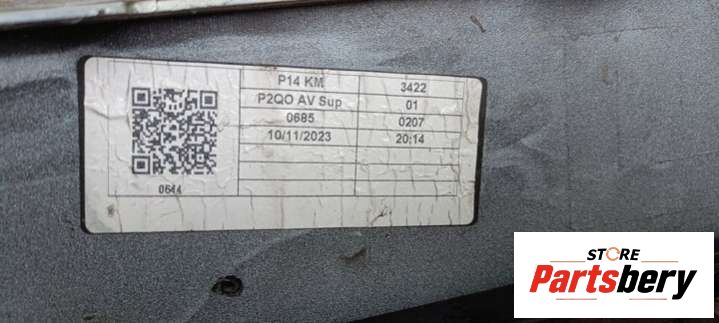 P14 KM 3422
P2QO AV Sup 01
0685 0207
10/11/2023 20:14
0644
STORE
Partsbery